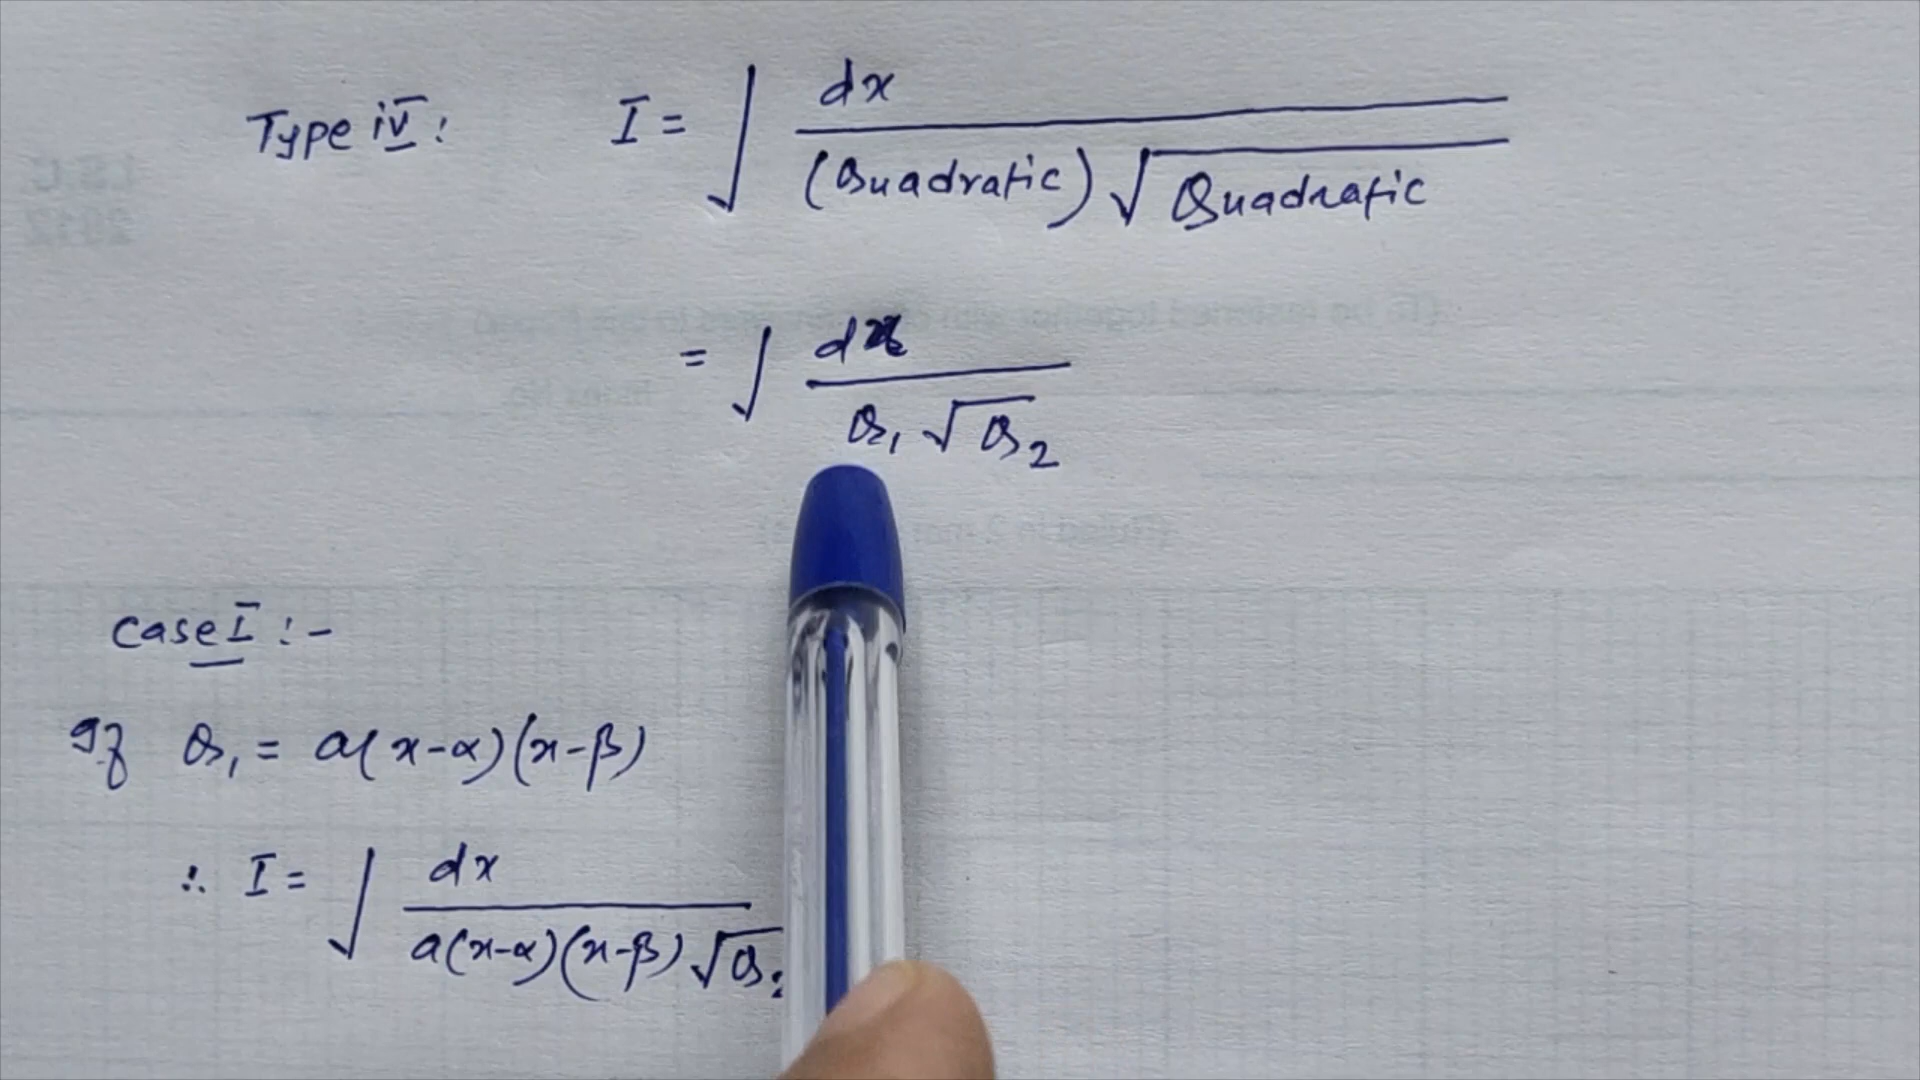 Type iv : I = ∫ dx / (Quadratic) √Quadratic
= ∫ dx / Q₁ √Q₂
Case I :-
If Q₁ = a(x-α)(x-β)
∴ I = ∫ dx / a(x-α)(x-β) √Q₂